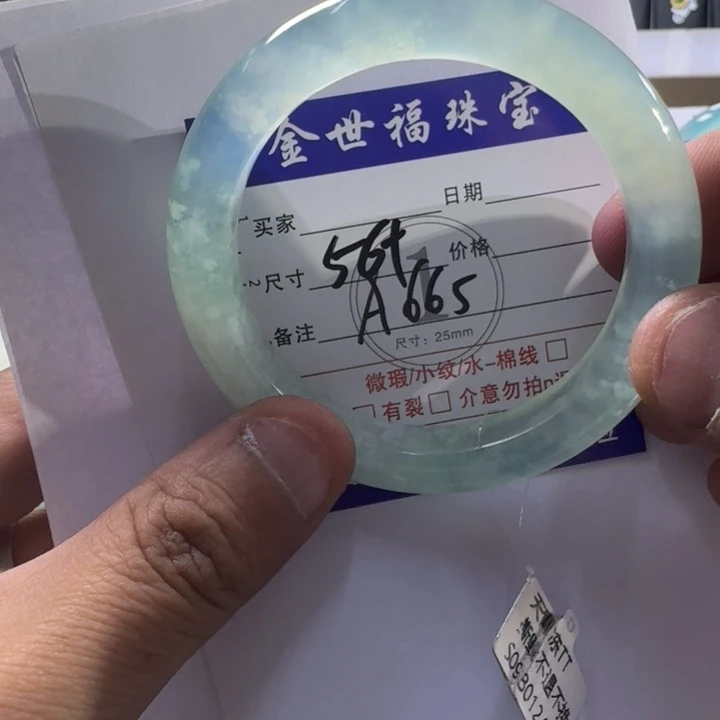 金世福珠宝
日期
买家
尺寸 56+ 价格
备注 A665
尺寸：25mm
微瑕/小纹/水-棉线□
□有裂□ 介意勿拍